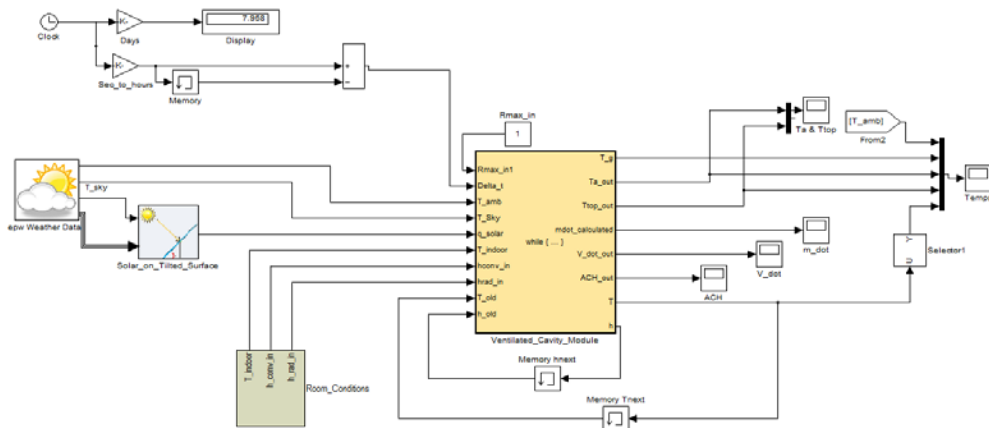 Clock
K-
Days
7.958
Display
K-
Sec_to_hours
Memory
+
−
Rmax_in
1
Ta & Ttop
[T_amb]
From2
Temps
epw Weather Data
T_sky
Solar_on_Tilted_Surface
Rmax_in1
Delta_t
T_amb
T_Sky
q_solar
T_indoor
hconv_in
hrad_in
T_old
h_old
while { ... }
T_g
Ta_out
Ttop_out
mdot_calculated
V_dot_out
ACH_out
T
h
Ventilated_Cavity_Module
m_dot
V_dot
ACH
U Y
Selector1
T_indoor
h_conv_in
h_rad_in
Room_Conditions
Memory hnext
Memory Tnext